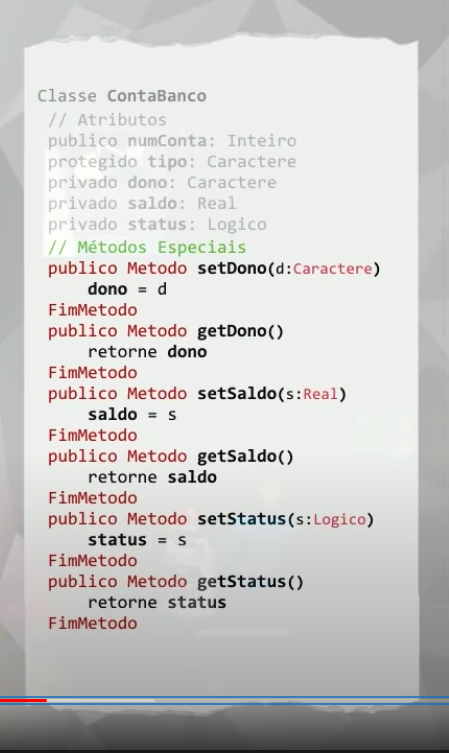 Classe ContaBanco
// Atributos
publico numConta: Inteiro
protegido tipo: Caractere
privado dono: Caractere
privado saldo: Real
privado status: Logico
// Métodos Especiais
publico Metodo setDono(d:Caractere)
dono = d
FimMetodo
publico Metodo getDono()
retorne dono
FimMetodo
publico Metodo setSaldo(s:Real)
saldo = s
FimMetodo
publico Metodo getSaldo()
retorne saldo
FimMetodo
publico Metodo setStatus(s:Logico)
status = s
FimMetodo
publico Metodo getStatus()
retorne status
FimMetodo